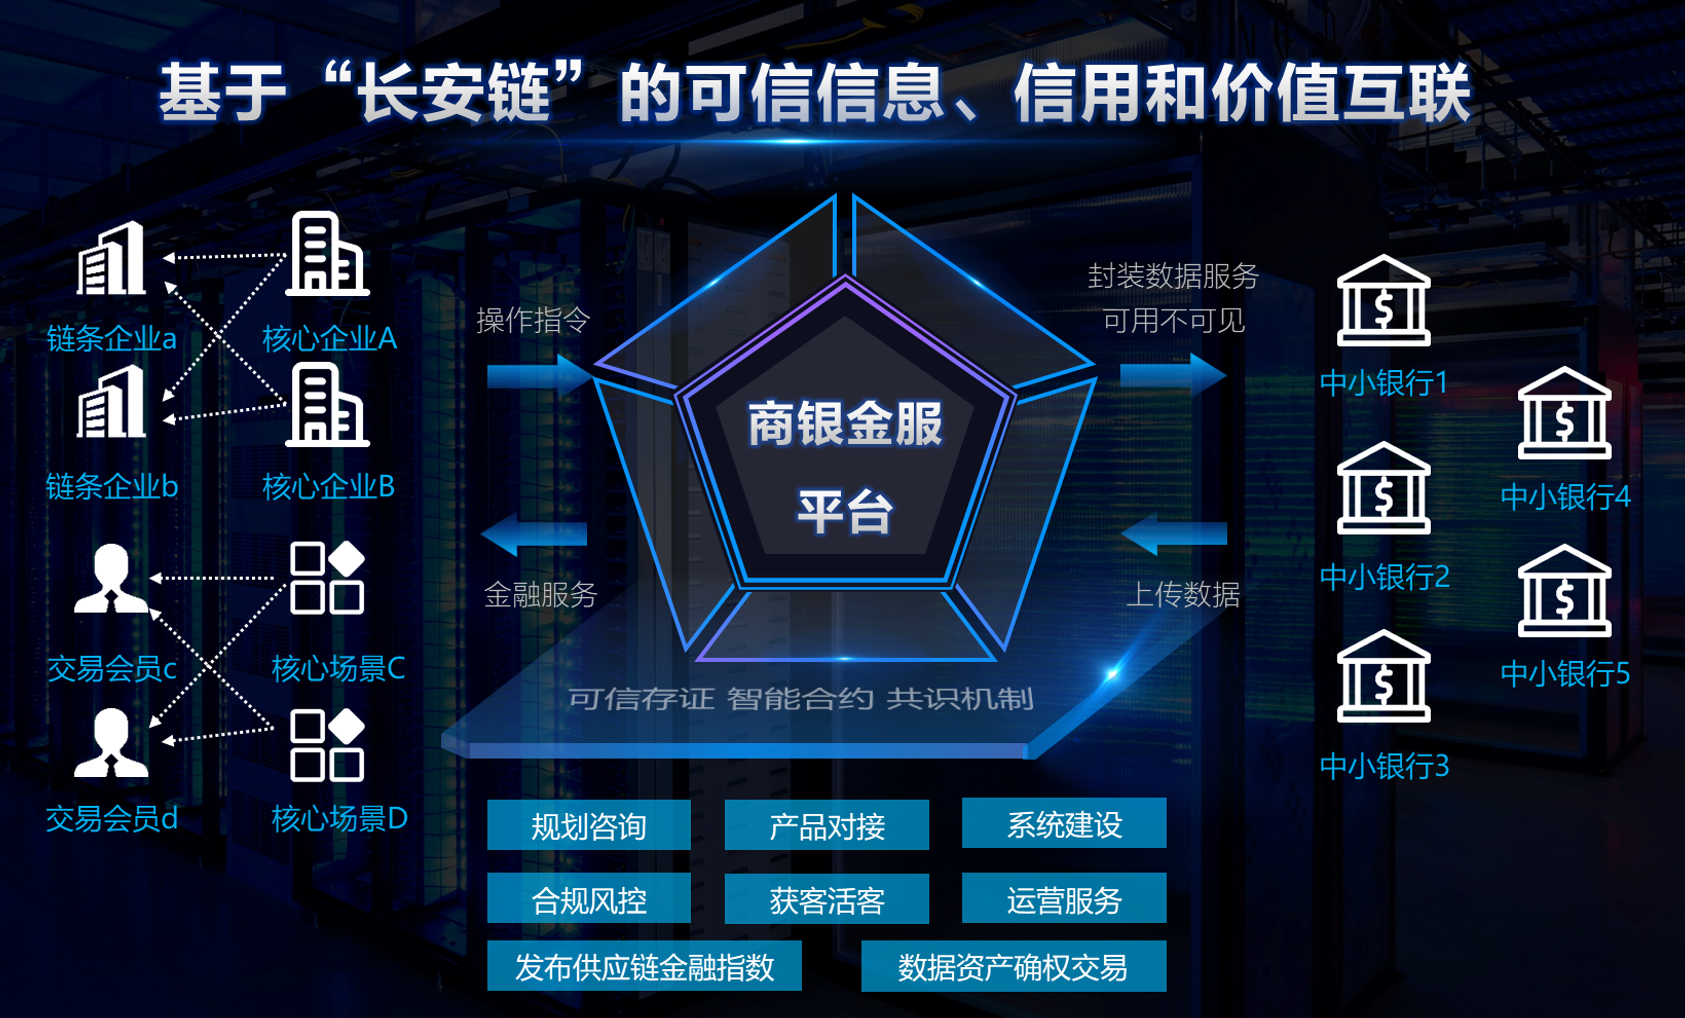 基于“长安链”的可信信息、信用和价值互联
链条企业a
核心企业A
链条企业b
核心企业B
交易会员c
核心场景C
交易会员d
核心场景D
操作指令
金融服务
商银金服
平台
可信存证 智能合约 共识机制
封装数据服务
可用不可见
上传数据
中小银行1
中小银行4
中小银行2
中小银行5
中小银行3
规划咨询
产品对接
系统建设
合规风控
获客活客
运营服务
发布供应链金融指数
数据资产确权交易